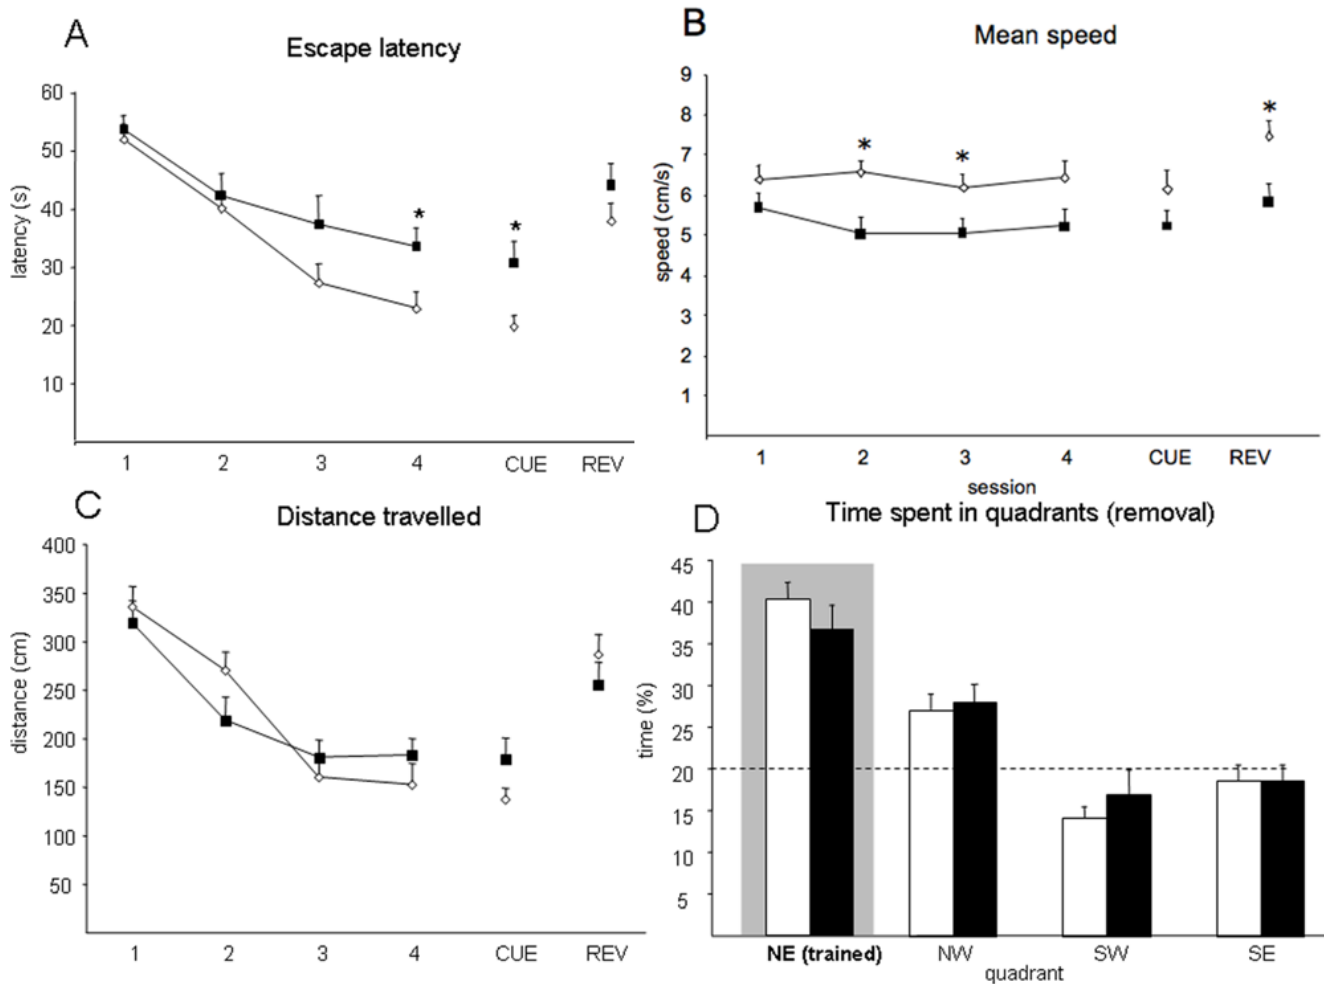 A
Escape latency
60
50
40
30
20
10
latency (s)
*
*
1 2 3 4 CUE REV
B
Mean speed
9
8
7
6
5
4
3
2
1
speed (cm/s)
*
*
*
1 2 3 4 CUE REV
session
C
Distance travelled
400
350
300
250
200
150
100
50
distance (cm)
1 2 3 4 CUE REV
D
Time spent in quadrants (removal)
45
40
35
30
25
20
15
10
5
time (%)
NE (trained) NW SW SE
quadrant